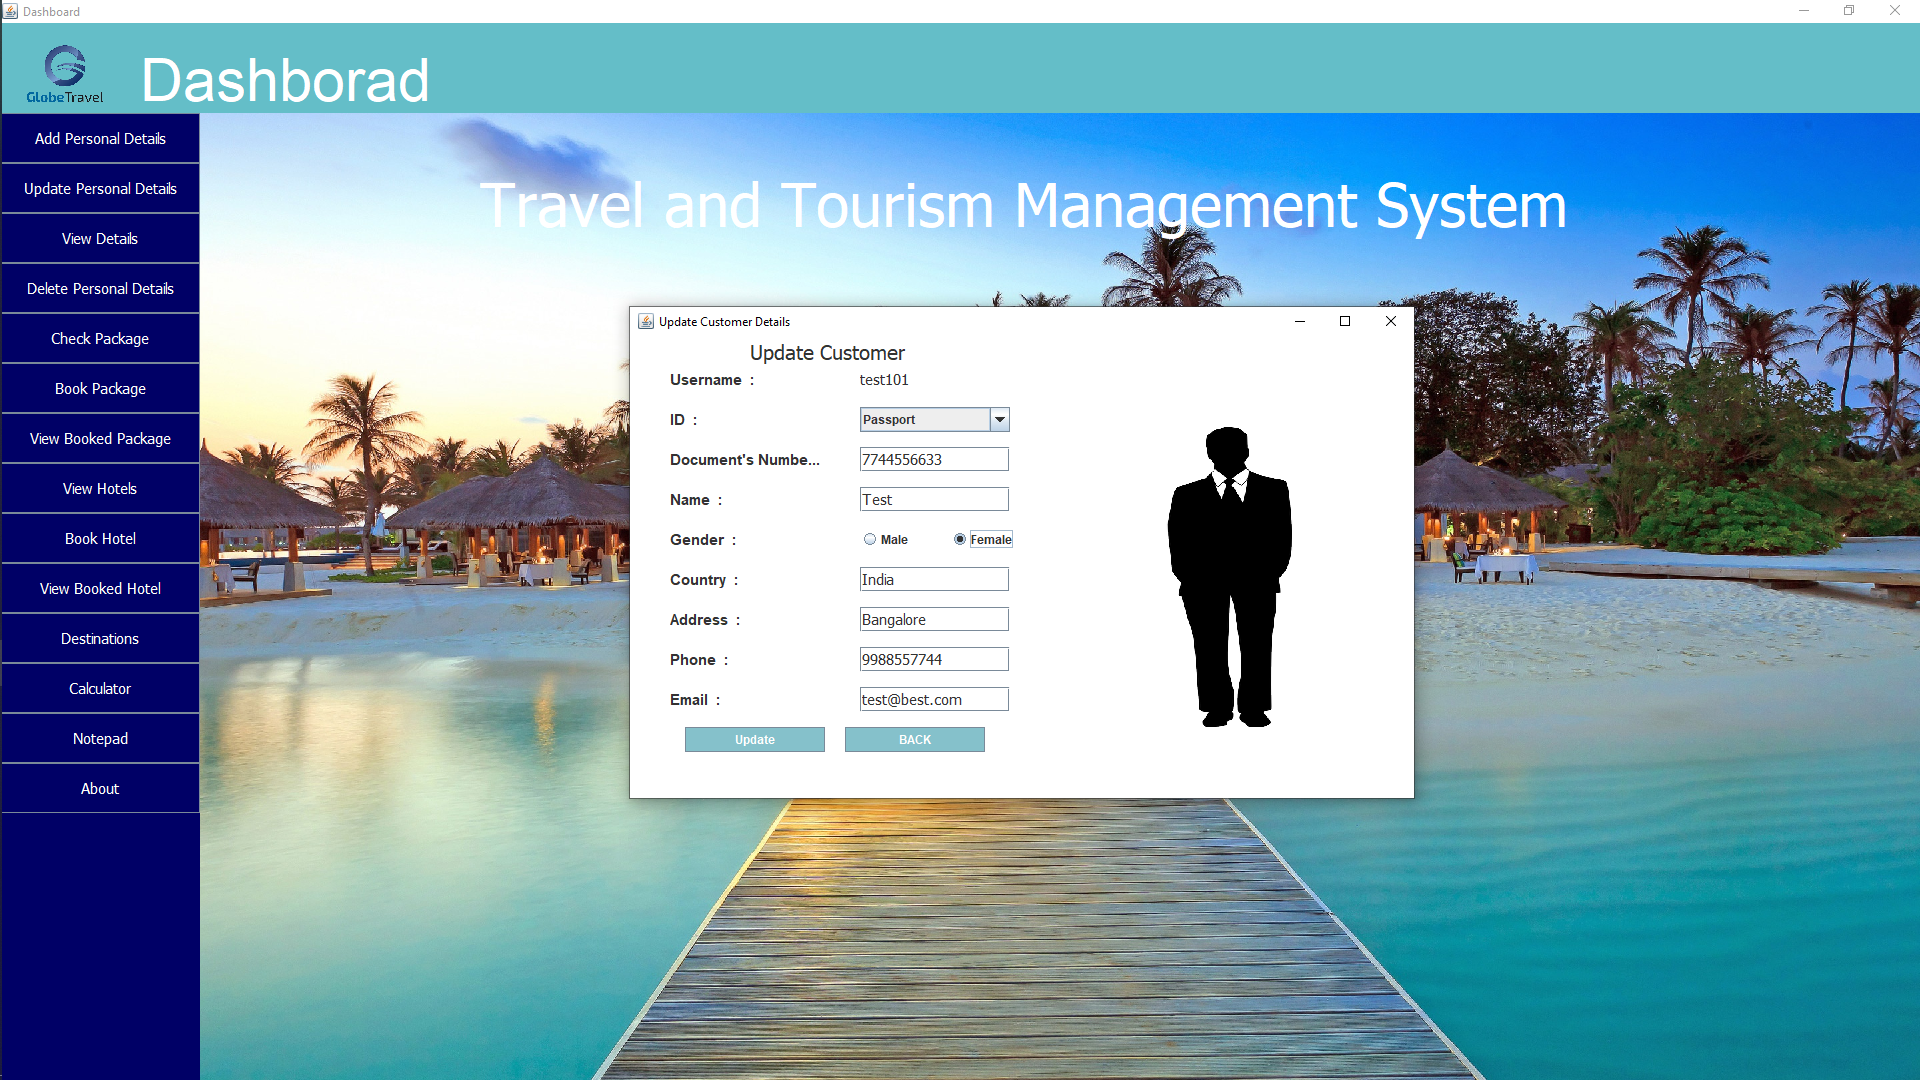 Dashboard
GlobeTravel
Dashborad
Add Personal Details
Update Personal Details
View Details
Delete Personal Details
Check Package
Book Package
View Booked Package
View Hotels
Book Hotel
View Booked Hotel
Destinations
Calculator
Notepad
About
Travel and Tourism Management System
Update Customer Details
Update Customer
Username : test101
ID : Passport
Document's Numbe... 7744556633
Name : Test
Gender : Male Female
Country : India
Address : Bangalore
Phone : 9988557744
Email : test@best.com
Update BACK